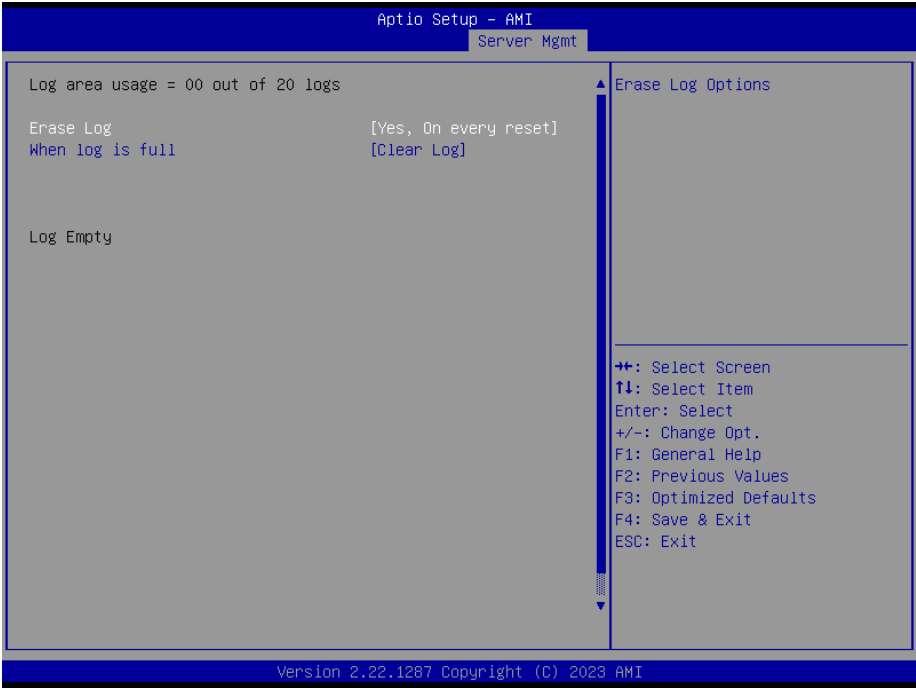 Aptio Setup – AMI
Server Mgmt
Log area usage = 00 out of 20 logs
Erase Log [Yes, On every reset]
When log is full [Clear Log]
Log Empty
Erase Log Options
→←: Select Screen
↑↓: Select Item
Enter: Select
+/-: Change Opt.
F1: General Help
F2: Previous Values
F3: Optimized Defaults
F4: Save & Exit
ESC: Exit
Version 2.22.1287 Copyright (C) 2023 AMI